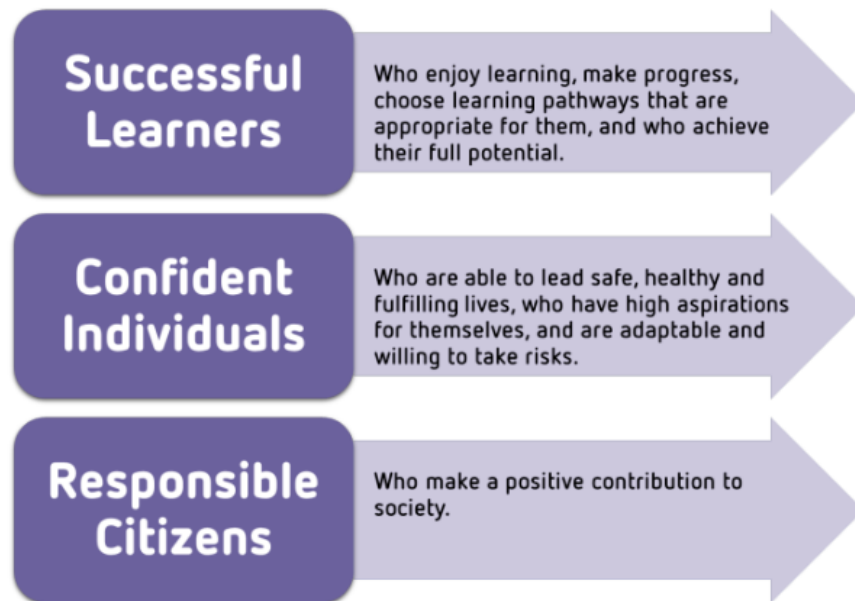 Successful
Learners
Who enjoy learning, make progress,
choose learning pathways that are
appropriate for them, and who achieve
their full potential.
Confident
Individuals
Who are able to lead safe, healthy and
fulfilling lives, who have high aspirations
for themselves, and are adaptable and
willing to take risks.
Responsible
Citizens
Who make a positive contribution to
society.